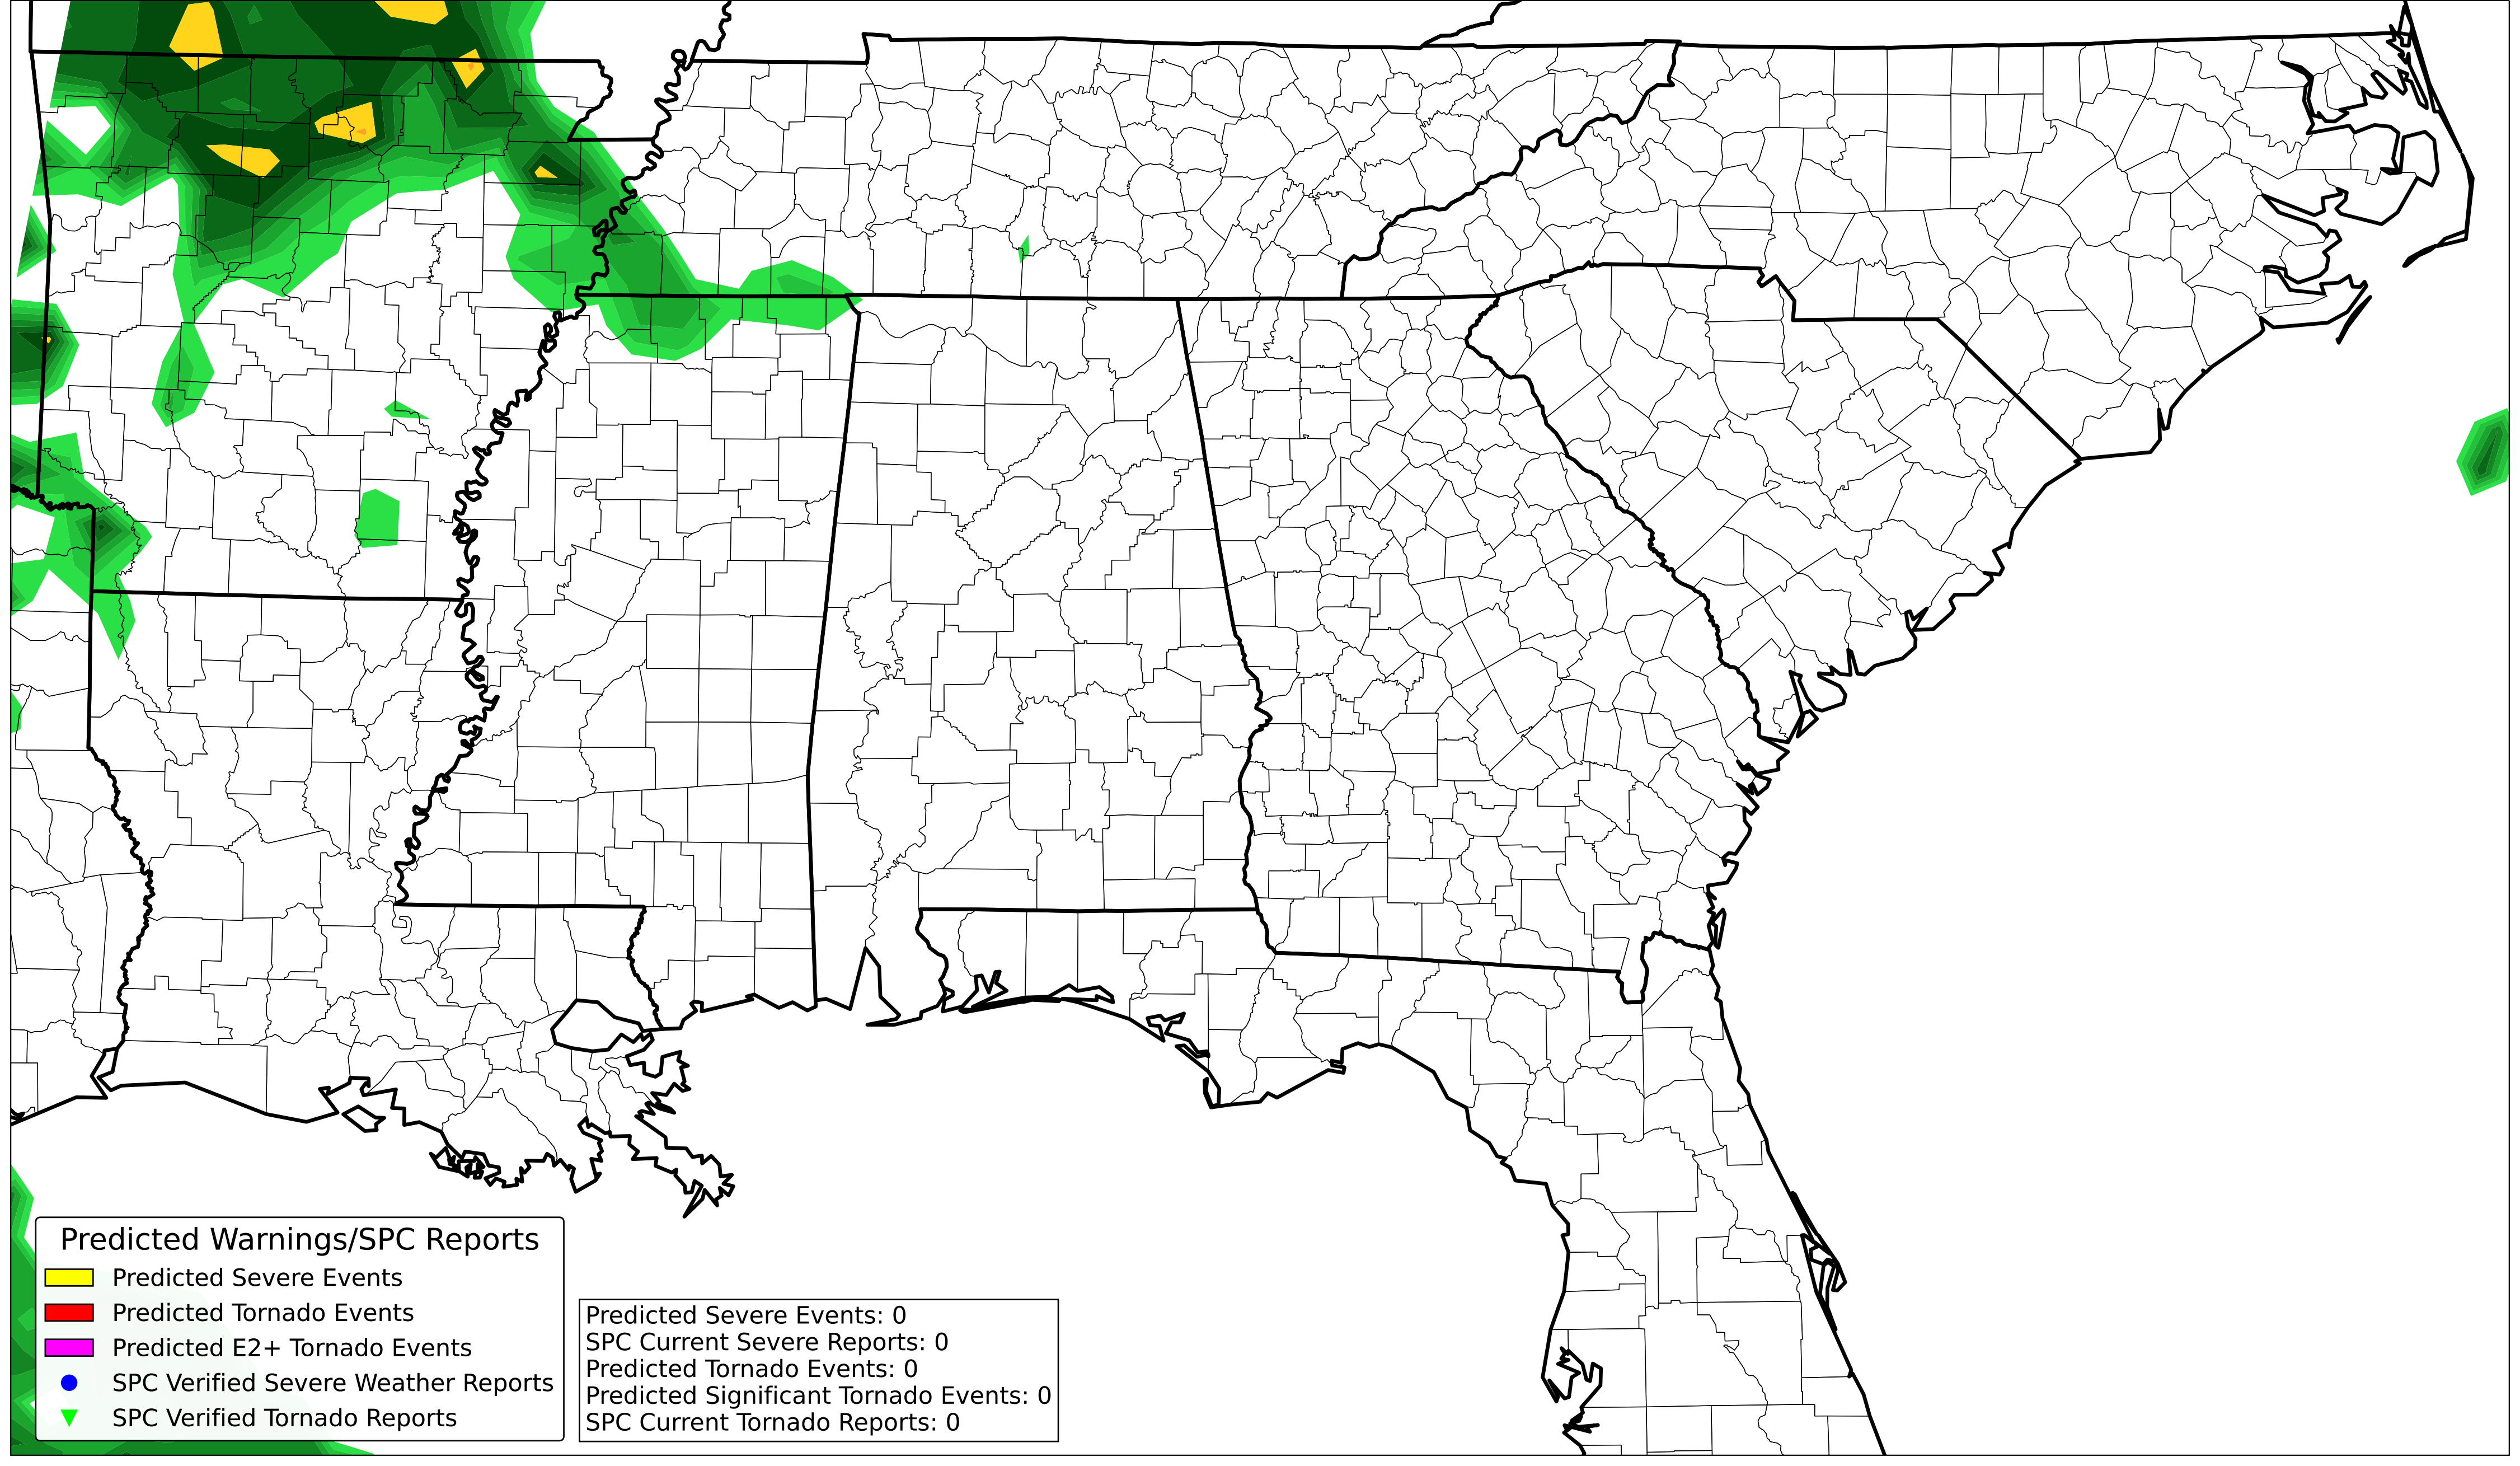 Predicted Warnings/SPC Reports
Predicted Severe Events
Predicted Tornado Events
Predicted E2+ Tornado Events
SPC Verified Severe Weather Reports
SPC Verified Tornado Reports
Predicted Severe Events: 0
SPC Current Severe Reports: 0
Predicted Tornado Events: 0
Predicted Significant Tornado Events: 0
SPC Current Tornado Reports: 0